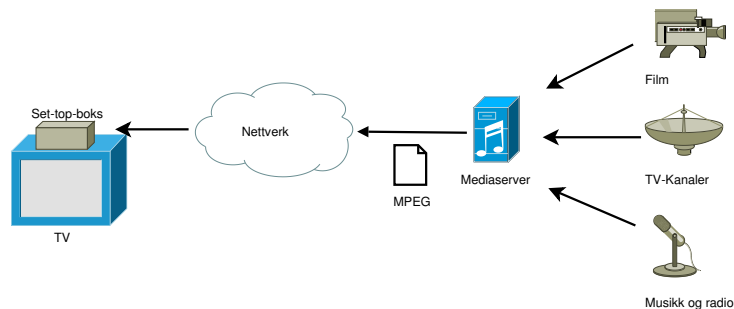 Film
Set-top-boks
Nettverk
Mediaserver
TV-Kanaler
MPEG
TV
Musikk og radio